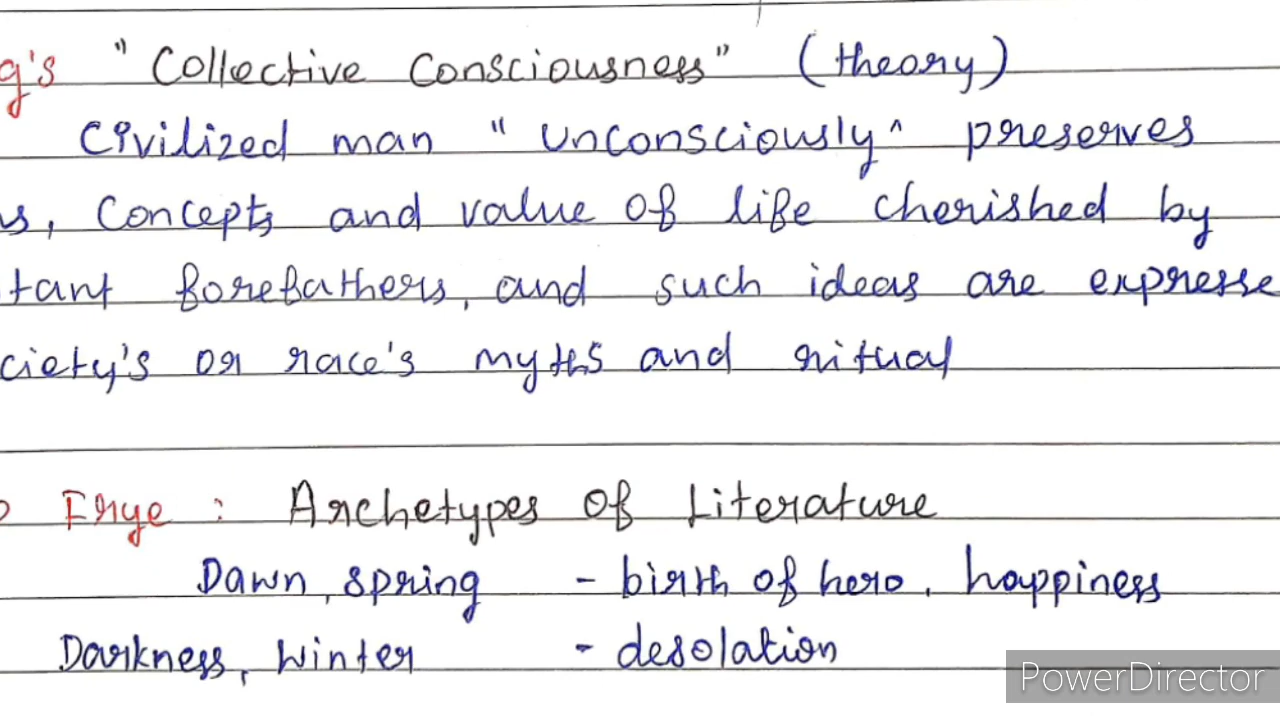 g's " Collective Consciousness" (theory)
Civilized man " unconsciously " preserves
s, Concepts and value of life cherished by
tant forefathers, and such ideas are expresse
ciety's or race's myths and ritual
Frye : Archetypes of Literature
Dawn, spring - birth of hero, happiness
Darkness, Winter - desolation
PowerDirector